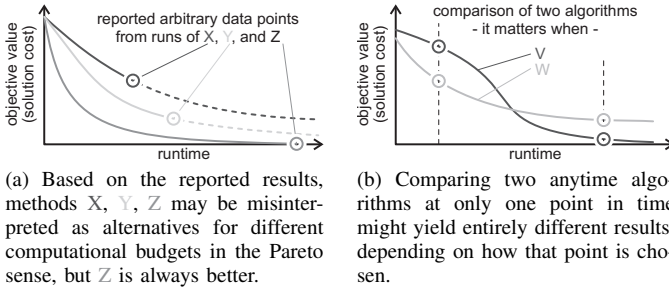 reported arbitrary data points
from runs of X, Y, and Z
objective value
(solution cost)
runtime
(a) Based on the reported results,
methods X, Y, Z may be misinter-
preted as alternatives for different
computational budgets in the Pareto
sense, but Z is always better.
comparison of two algorithms
- it matters when -
V
W
objective value
(solution cost)
runtime
(b) Comparing two anytime algo-
rithms at only one point in time
might yield entirely different results,
depending on how that point is cho-
sen.